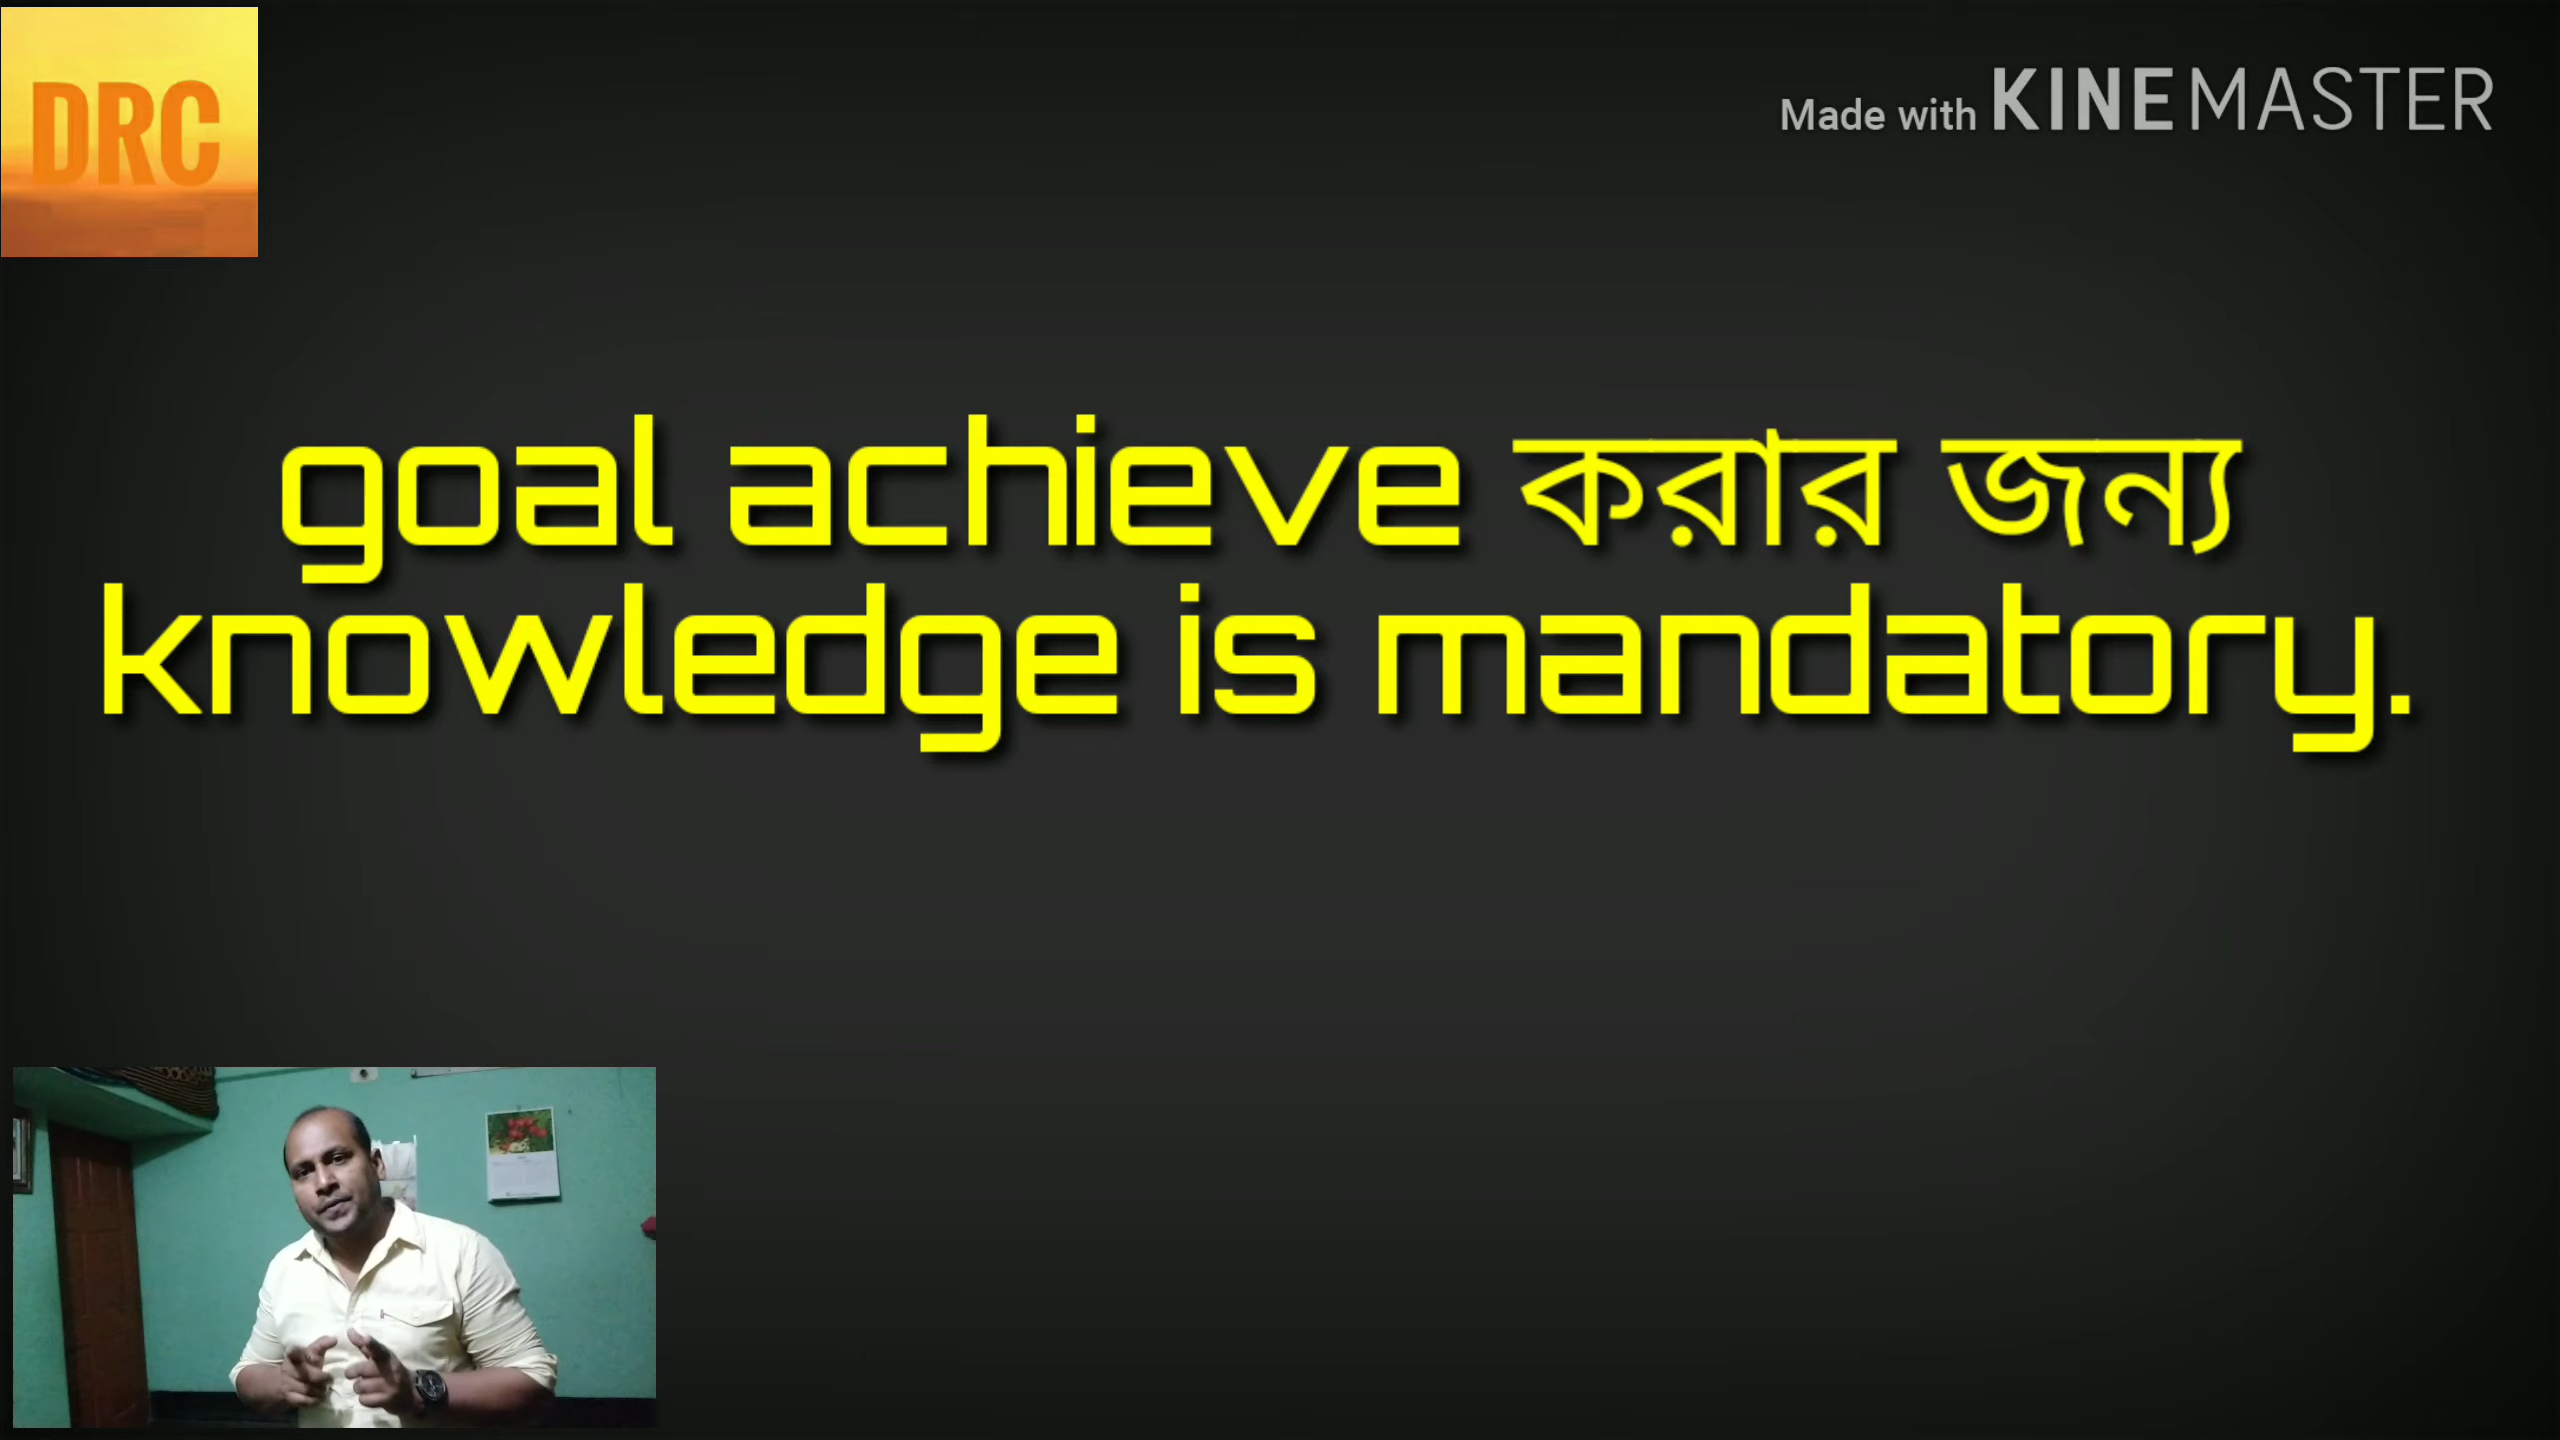 DRC
Made with KINEMASTER
goal achieve করার জন্য
knowledge is mandatory.